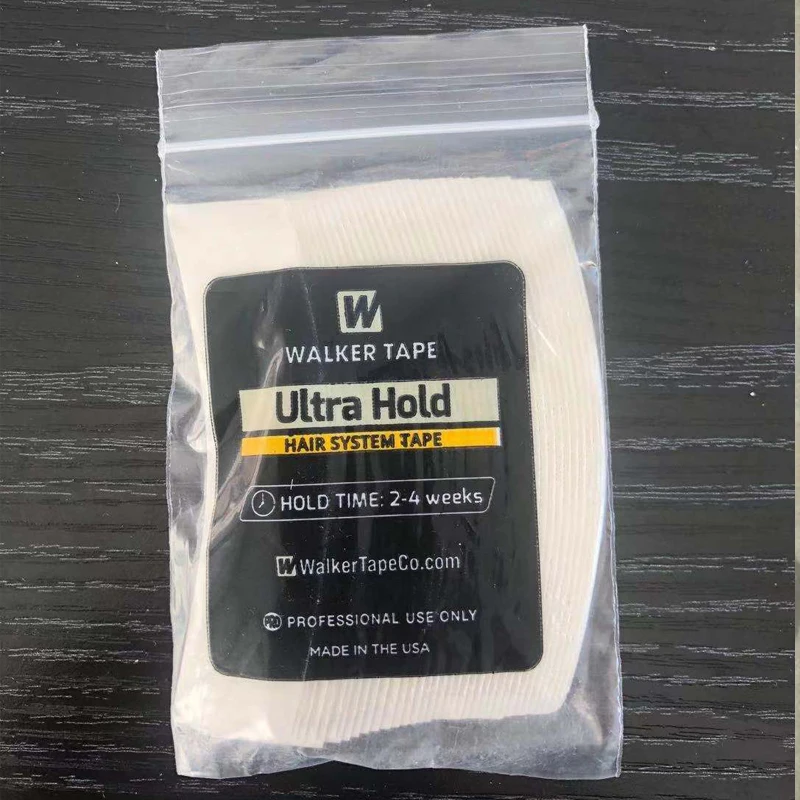 W
WALKER TAPE
Ultra Hold
HAIR SYSTEM TAPE
HOLD TIME: 2-4 weeks
W WalkerTapeCo.com
PRO PROFESSIONAL USE ONLY
MADE IN THE USA